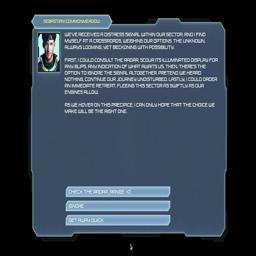 SEBASTIAN COMMONMEADOW
WE'VE RECEIVED A DISTRESS SIGNAL WITHIN OUR SECTOR, AND I FIND
MYSELF AT A CROSSROADS, WEIGHING OUR OPTIONS. THE UNKNOWN,
ALWAYS LOOMING, YET BECKONING WITH POSSIBILITY.
FIRST, I COULD CONSULT THE RADAR, SCOUR ITS ILLUMINATED DISPLAY FOR
ANY BLIPS, ANY INDICATION OF WHAT AWAITS US. THEN, THERE'S THE
OPTION TO IGNORE THE SIGNAL ALTOGETHER, PRETEND WE HEARD
NOTHING, CONTINUE OUR JOURNEY UNDISTURBED. LASTLY, I COULD ORDER
AN IMMEDIATE RETREAT, FLEEING THIS SECTOR AS SWIFTLY AS OUR
ENGINES ALLOW.
AS WE HOVER ON THIS PRECIPICE, I CAN ONLY HOPE THAT THE CHOICE WE
MAKE WILL BE THE RIGHT ONE.
CHECK THE RADAR, RANGE
IGNORE
GET AWAY QUICK